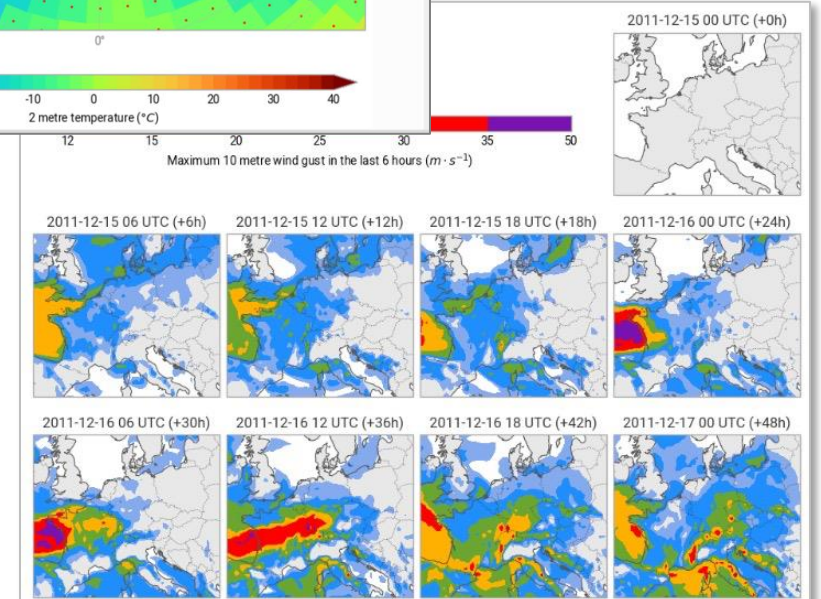 2011-12-15 00 UTC (+0h)
0°
-10 0 10 20 30 40
2 metre temperature (°C)
12 15 20 25 30 35 50
Maximum 10 metre wind gust in the last 6 hours (m · s⁻¹)
2011-12-15 06 UTC (+6h) 2011-12-15 12 UTC (+12h) 2011-12-15 18 UTC (+18h) 2011-12-16 00 UTC (+24h)
2011-12-16 06 UTC (+30h) 2011-12-16 12 UTC (+36h) 2011-12-16 18 UTC (+42h) 2011-12-17 00 UTC (+48h)